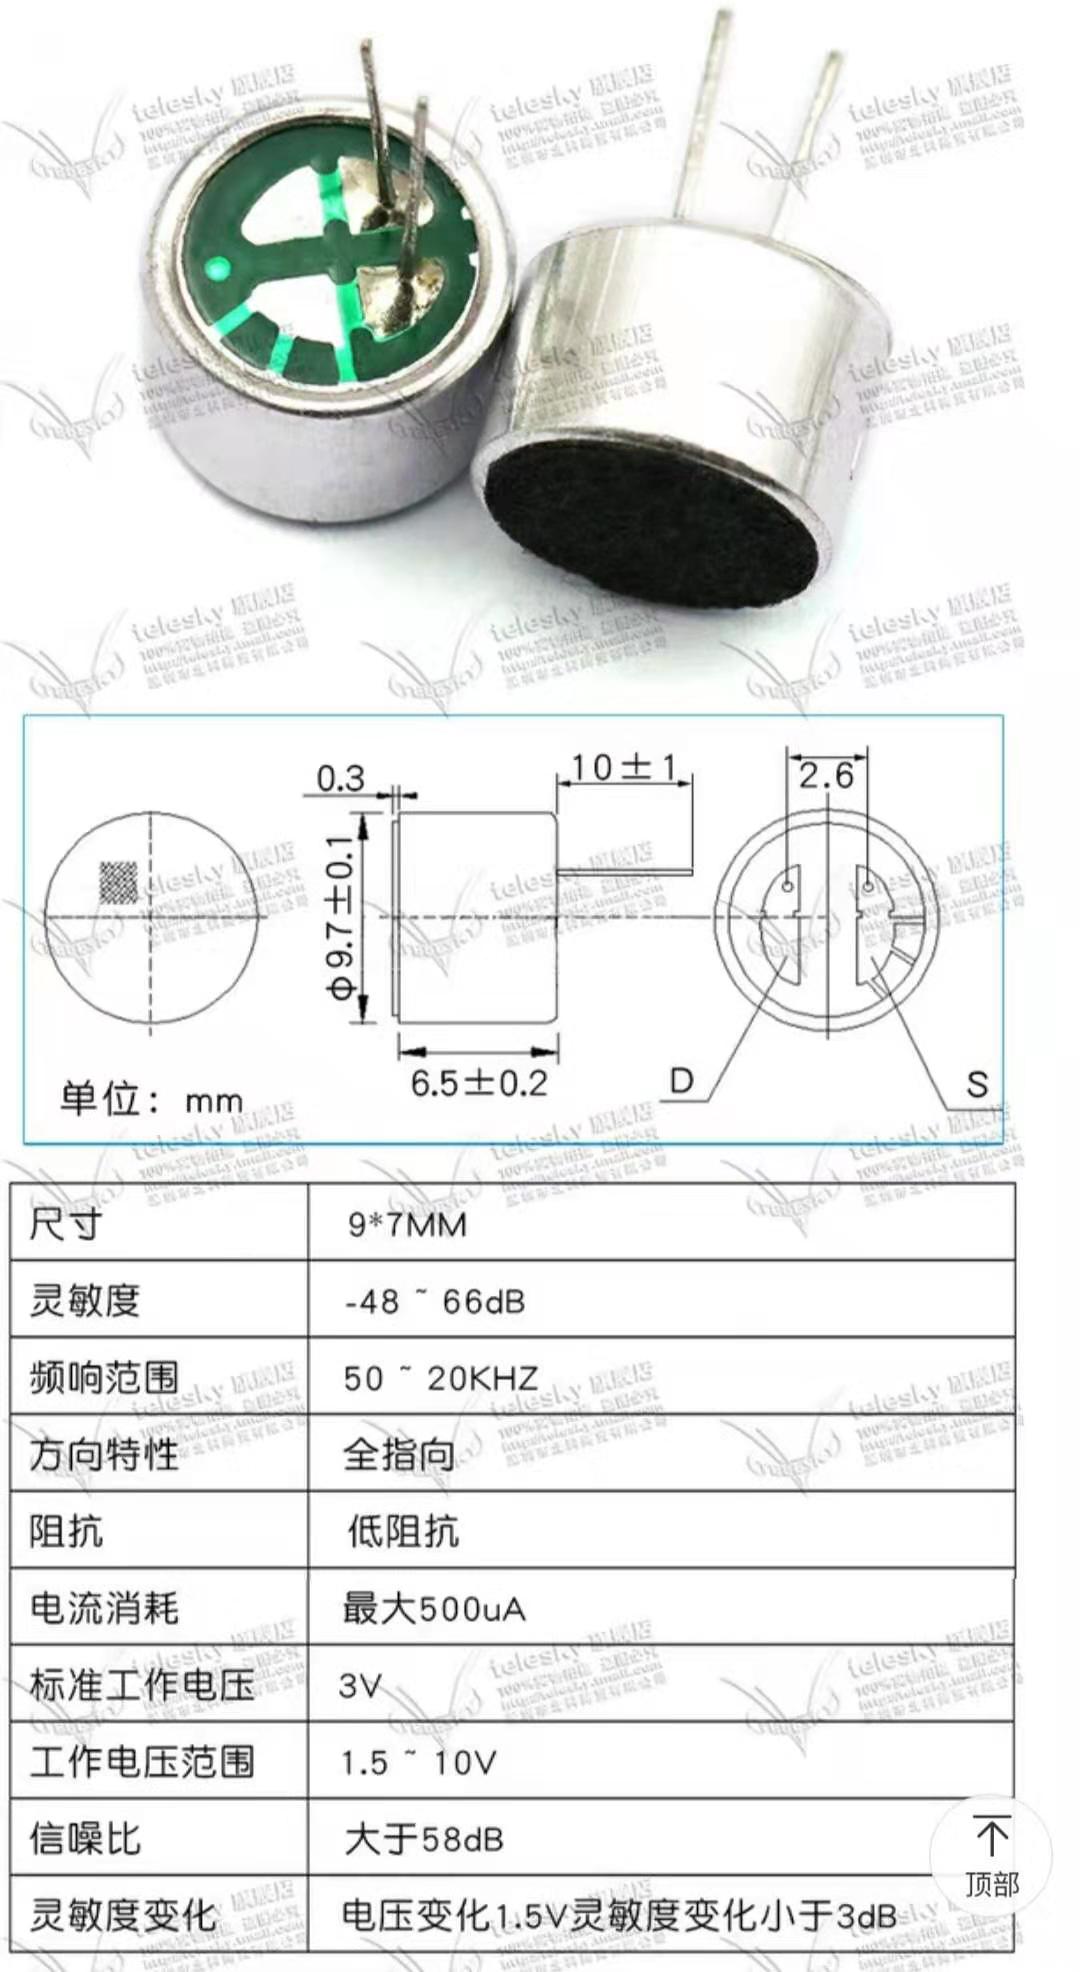 telesky 旗舰店
0.3
10±1
2.6
φ9.7±0.1
6.5±0.2
D
S
单位：mm
尺寸 9*7MM
灵敏度 -48 ~ 66dB
频响范围 50 ~ 20KHZ
方向特性 全指向
阻抗 低阻抗
电流消耗 最大500uA
标准工作电压 3V
工作电压范围 1.5 ~ 10V
信噪比 大于58dB
灵敏度变化 电压变化1.5V灵敏度变化小于3dB
顶部